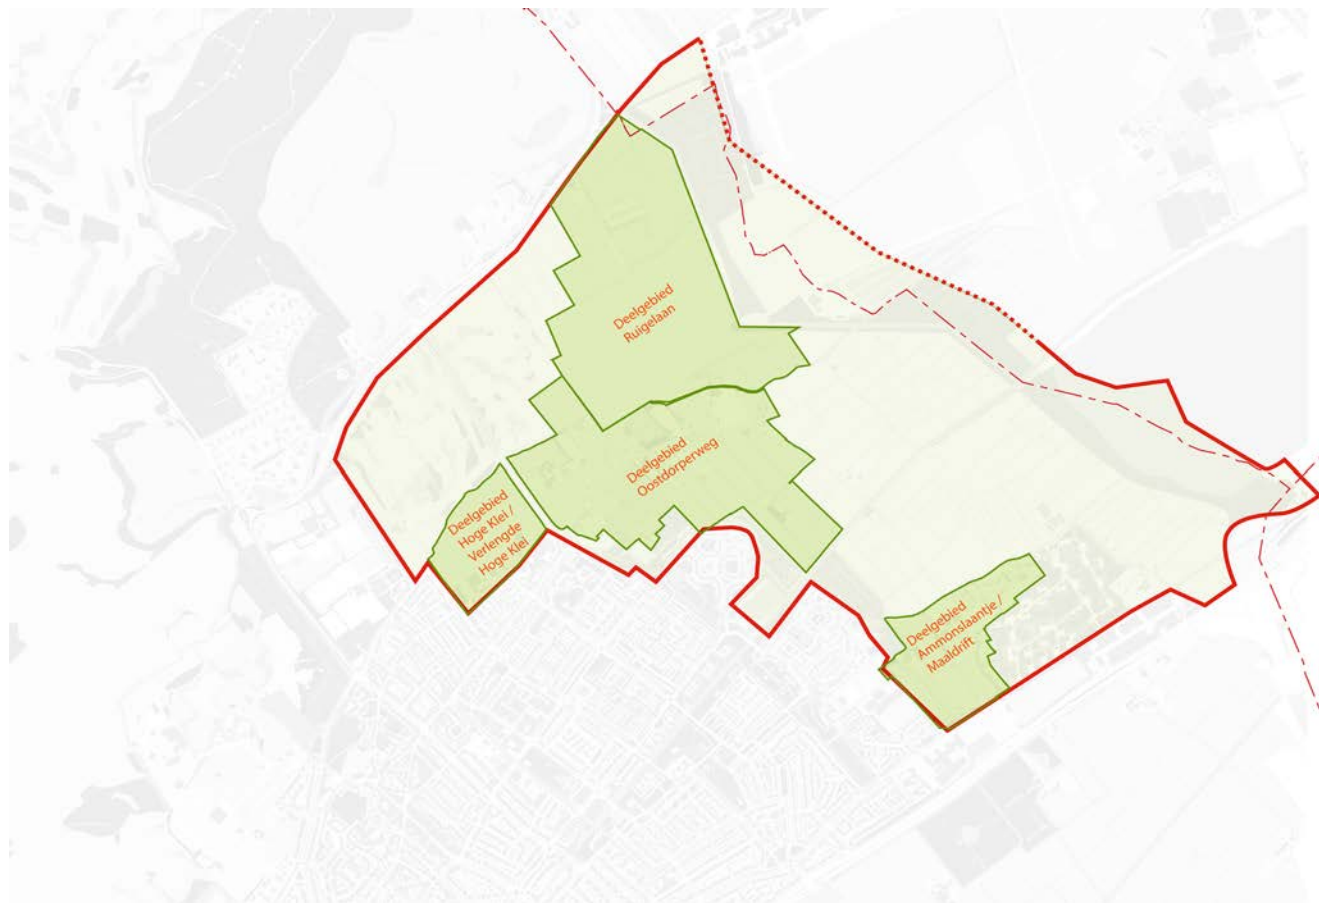 Deelgebied
Ruigelaan
Deelgebied
Oostdorperweg
Deelgebied
Hoge Klei /
Verlengde
Hoge Klei
Deelgebied
Ammonslaantje /
Maaldrift